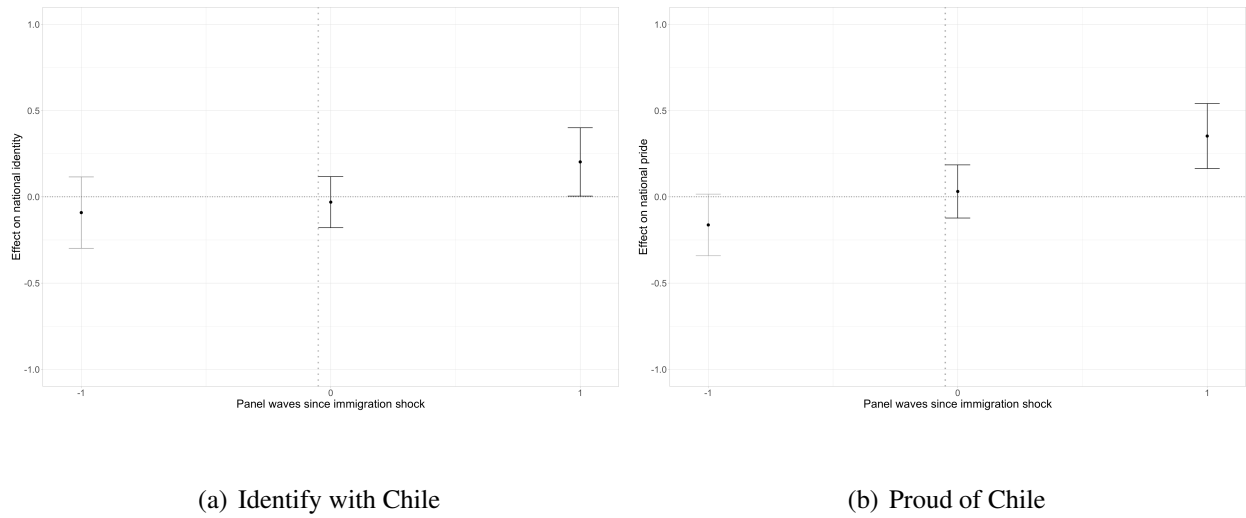 1.0
0.5
0.0
-0.5
-1.0
Effect on national identity
-1
0
1
Panel waves since immigration shock
(a) Identify with Chile
1.0
0.5
0.0
-0.5
-1.0
Effect on national pride
-1
0
1
Panel waves since immigration shock
(b) Proud of Chile